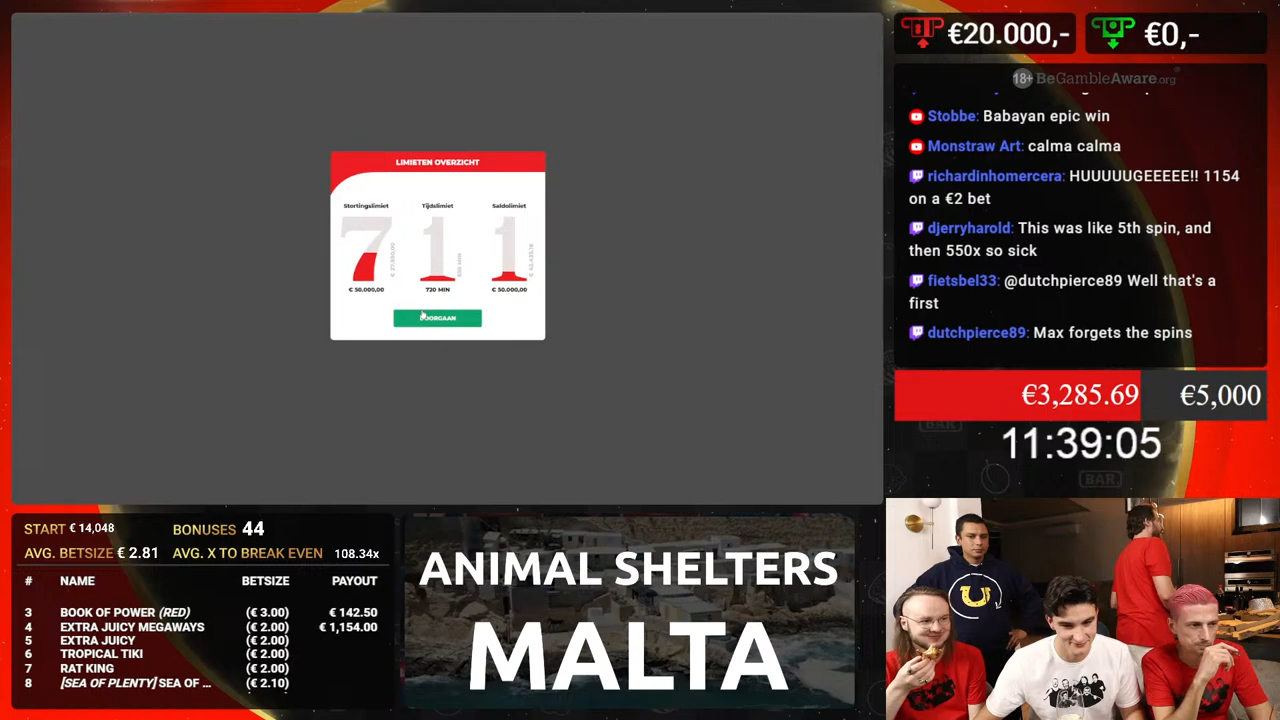 LIMIETEN OVERZICHT
Stortingslimiet
Tijdslimiet
Saldolimiet
€ 50.000,00
720 MIN
€ 50.000,00
DOORGAAN
€20.000,-
€0,-
18+ BeGambleAware.org
Stobbe: Babayan epic win
Monstraw Art: calma calma
richardinhomercera: HUUUUUGEEEEE!! 1154
on a €2 bet
djerryharold: This was like 5th spin, and
then 550x so sick
fietsbel33: @dutchpierce89 Well that's a
first
dutchpierce89: Max forgets the spins
€3,285.69
€5,000
BAR
11:39:05
BAR
START € 14,048
BONUSES 44
AVG. BETSIZE € 2.81
AVG. X TO BREAK EVEN 108.34x
# NAME BETSIZE PAYOUT
3 BOOK OF POWER (RED) (€ 3.00) € 142.50
4 EXTRA JUICY MEGAWAYS (€ 2.00) € 1,154.00
5 EXTRA JUICY (€ 2.00)
6 TROPICAL TIKI (€ 2.00)
7 RAT KING (€ 2.00)
8 [SEA OF PLENTY] SEA OF ... (€ 2.10)
ANIMAL SHELTERS
MALTA